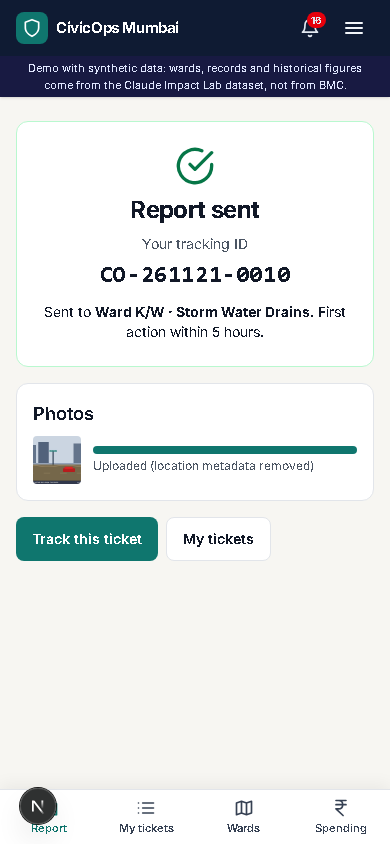 CivicOps Mumbai
16
Demo with synthetic data: wards, records and historical figures
come from the Claude Impact Lab dataset, not from BMC.
Report sent
Your tracking ID
CO-261121-0010
Sent to Ward K/W · Storm Water Drains. First
action within 5 hours.
Photos
Uploaded (location metadata removed)
Track this ticket
My tickets
N
Report
My tickets
Wards
Spending